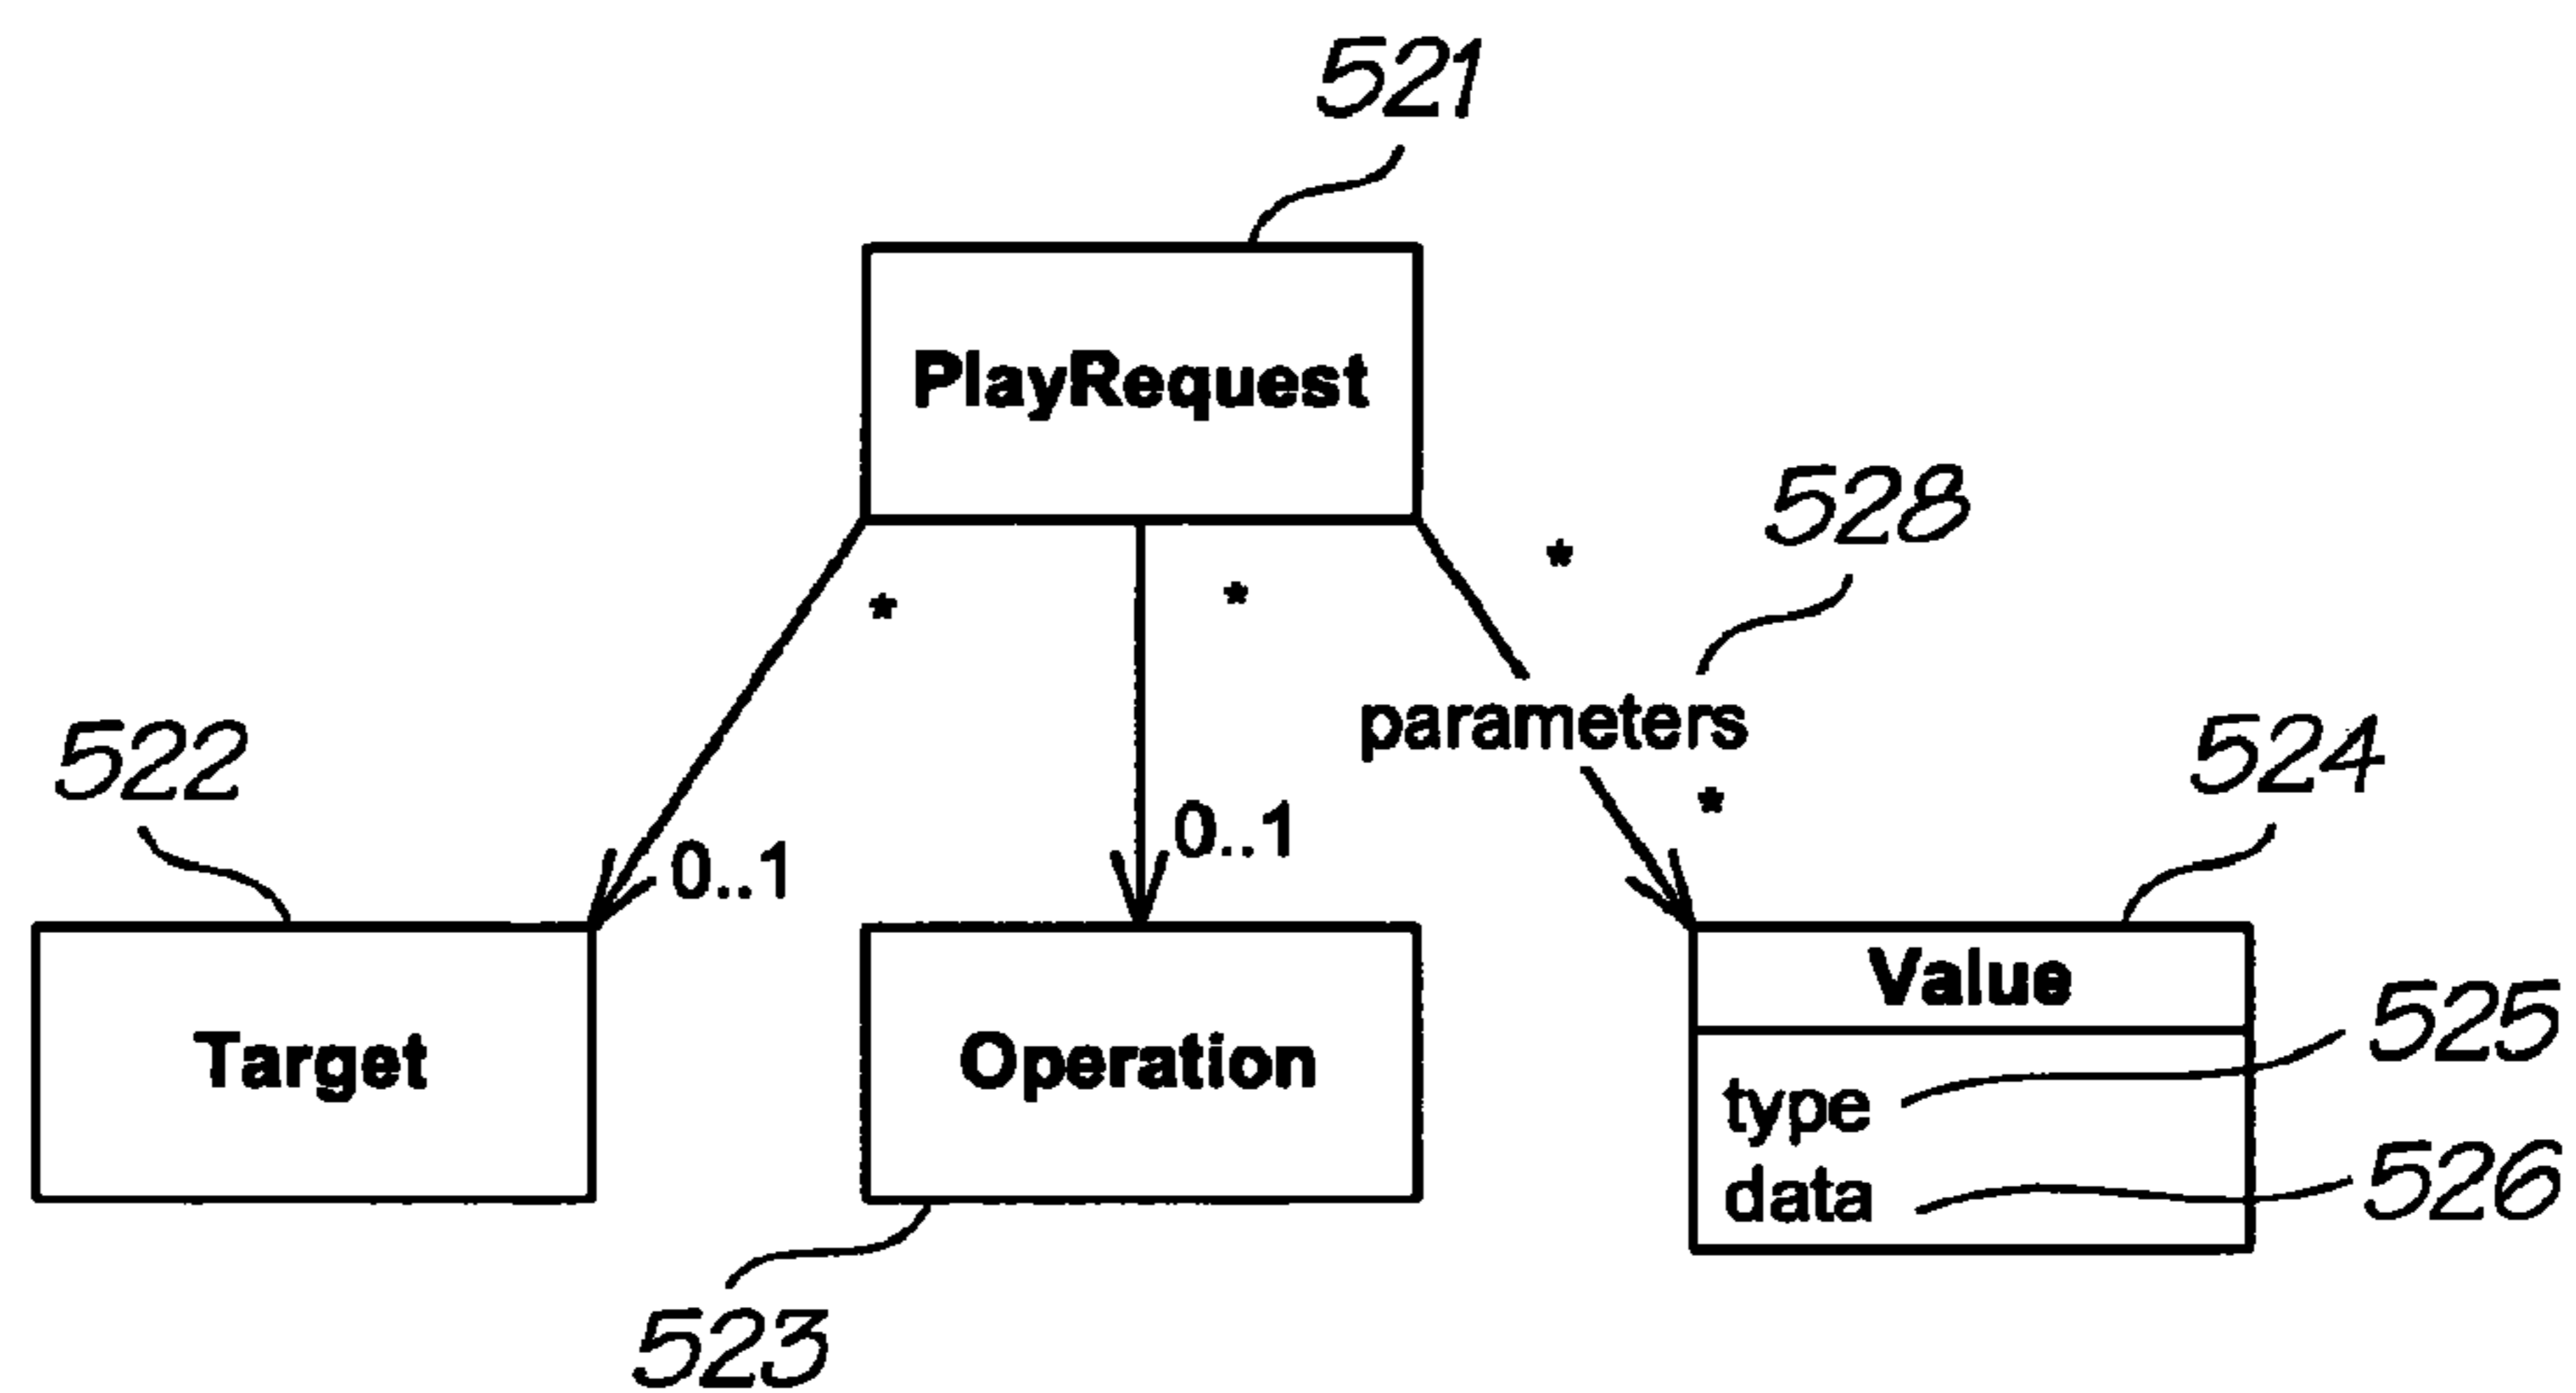 521
PlayRequest
528
*
*
*
parameters
522
524
*
0..1
0..1
Value
Target
Operation
type
525
data
526
523